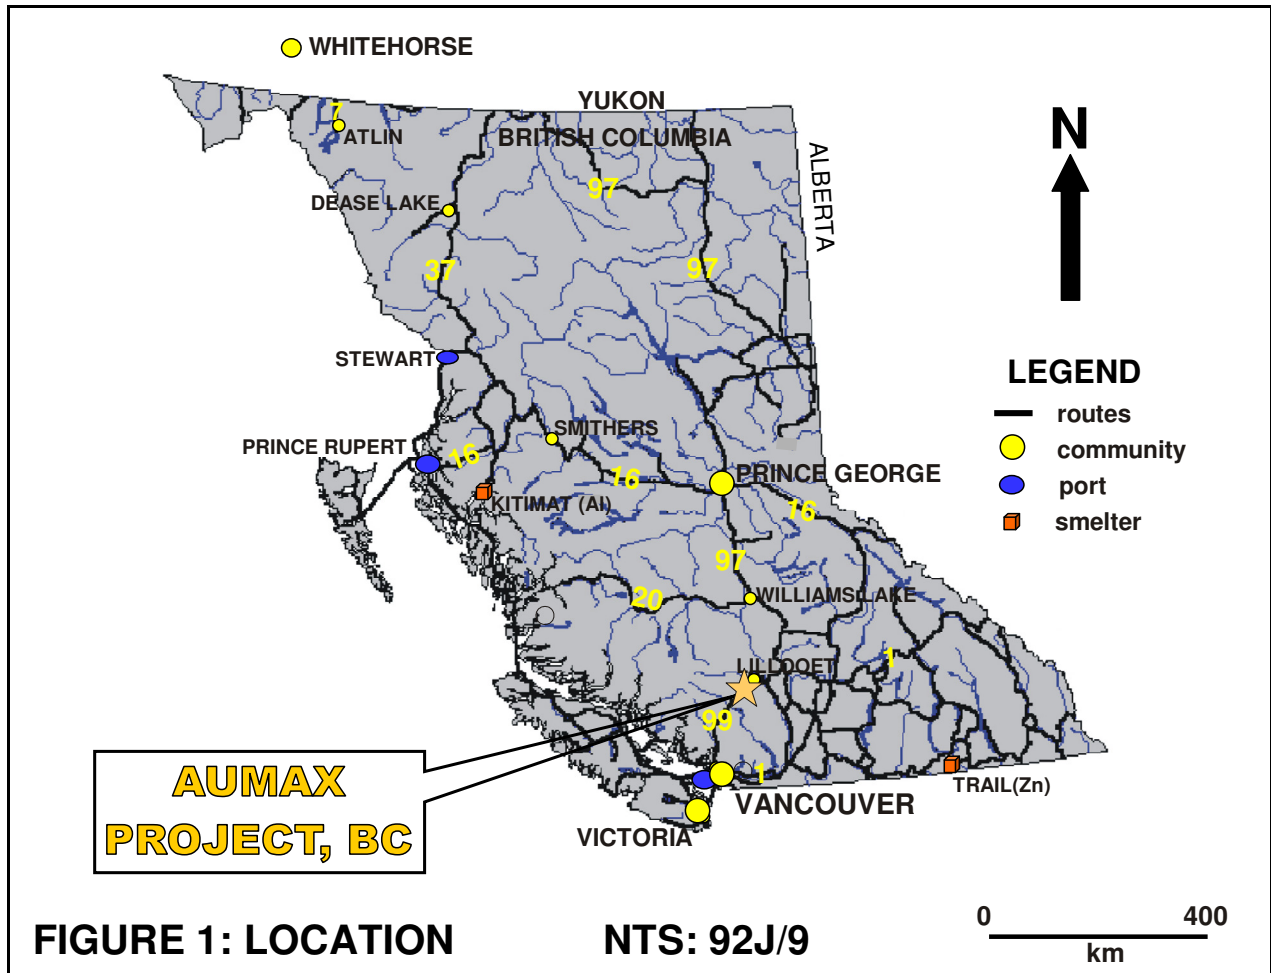 WHITEHORSE
YUKON
7
ATLIN
BRITISH COLUMBIA
ALBERTA
N
97
DEASE LAKE
37
97
STEWART
LEGEND
routes
community
port
smelter
SMITHERS
PRINCE RUPERT
16
16
PRINCE GEORGE
KITIMAT (Al)
16
97
20
WILLIAMS LAKE
1
LILLOOET
99
AUMAX
PROJECT, BC
1
TRAIL(Zn)
VANCOUVER
VICTORIA
0 400
km
FIGURE 1: LOCATION NTS: 92J/9